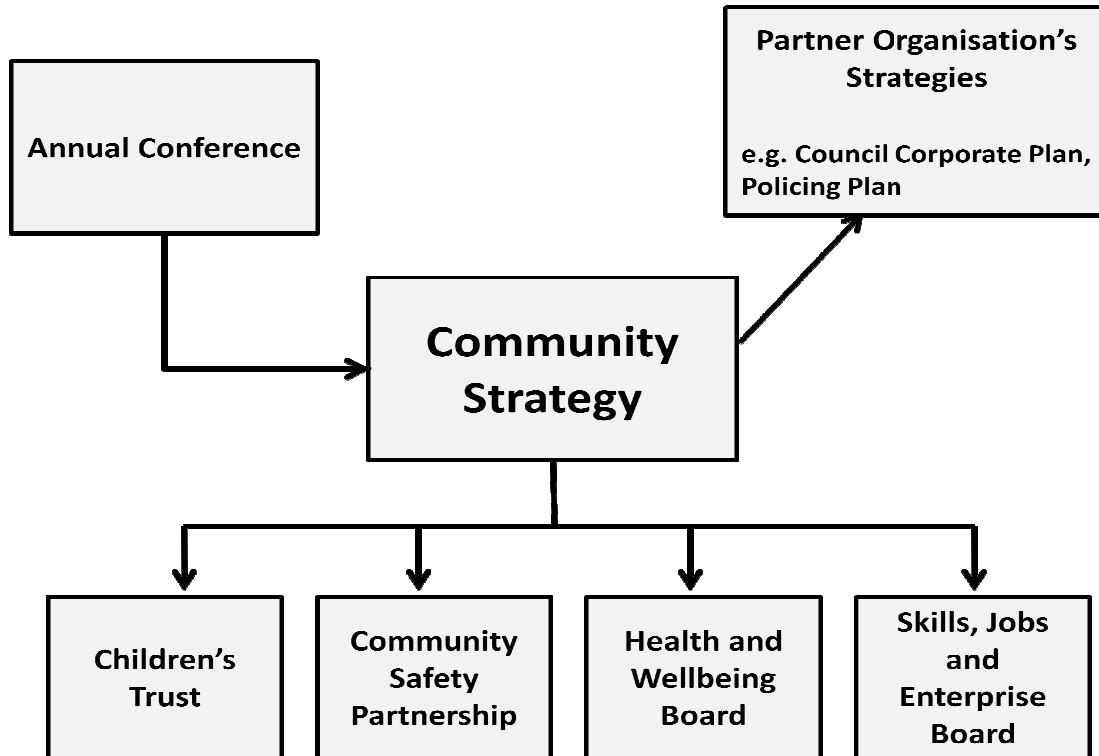 Partner Organisation's
Strategies
e.g. Council Corporate Plan,
Policing Plan
Annual Conference
Community
Strategy
Children's
Trust
Community
Safety
Partnership
Health and
Wellbeing
Board
Skills, Jobs
and
Enterprise
Board